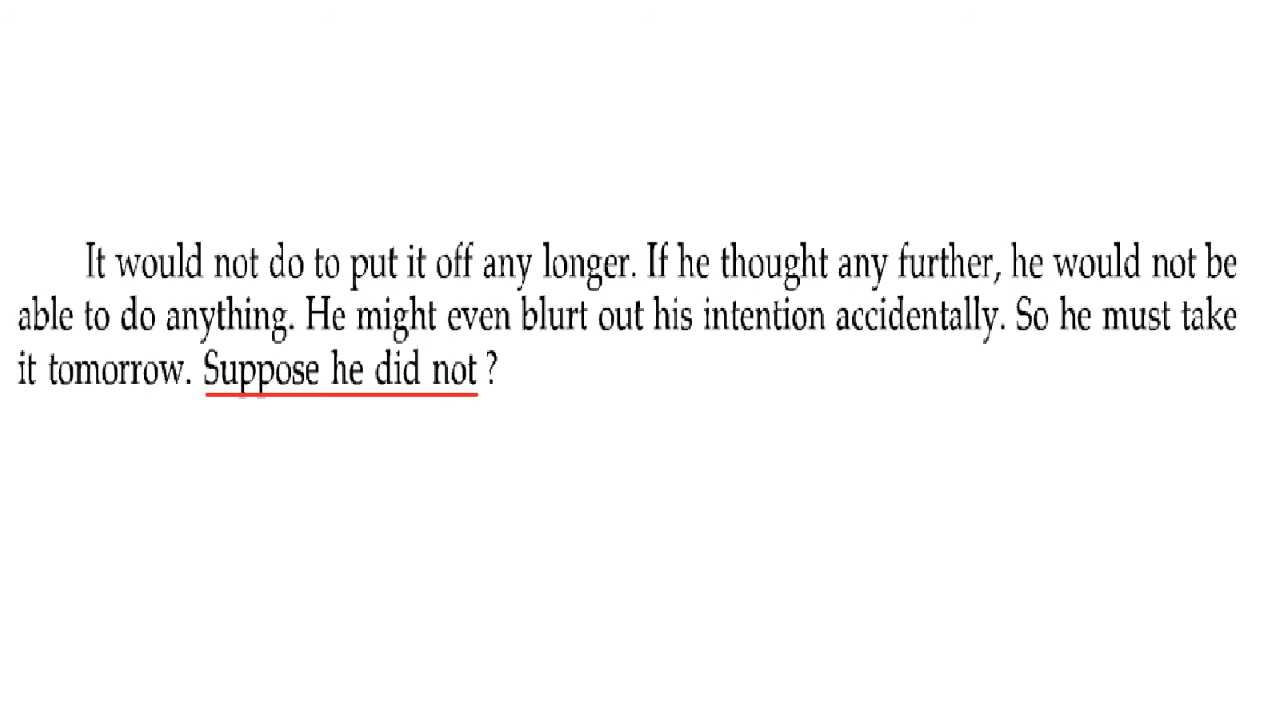 It would not do to put it off any longer. If he thought any further, he would not be
able to do anything. He might even blurt out his intention accidentally. So he must take
it tomorrow. Suppose he did not ?